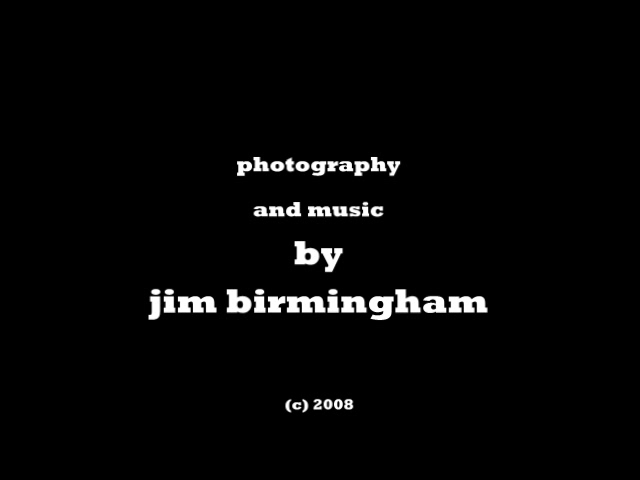 photography
and music
by
jim birmingham
(c) 2008